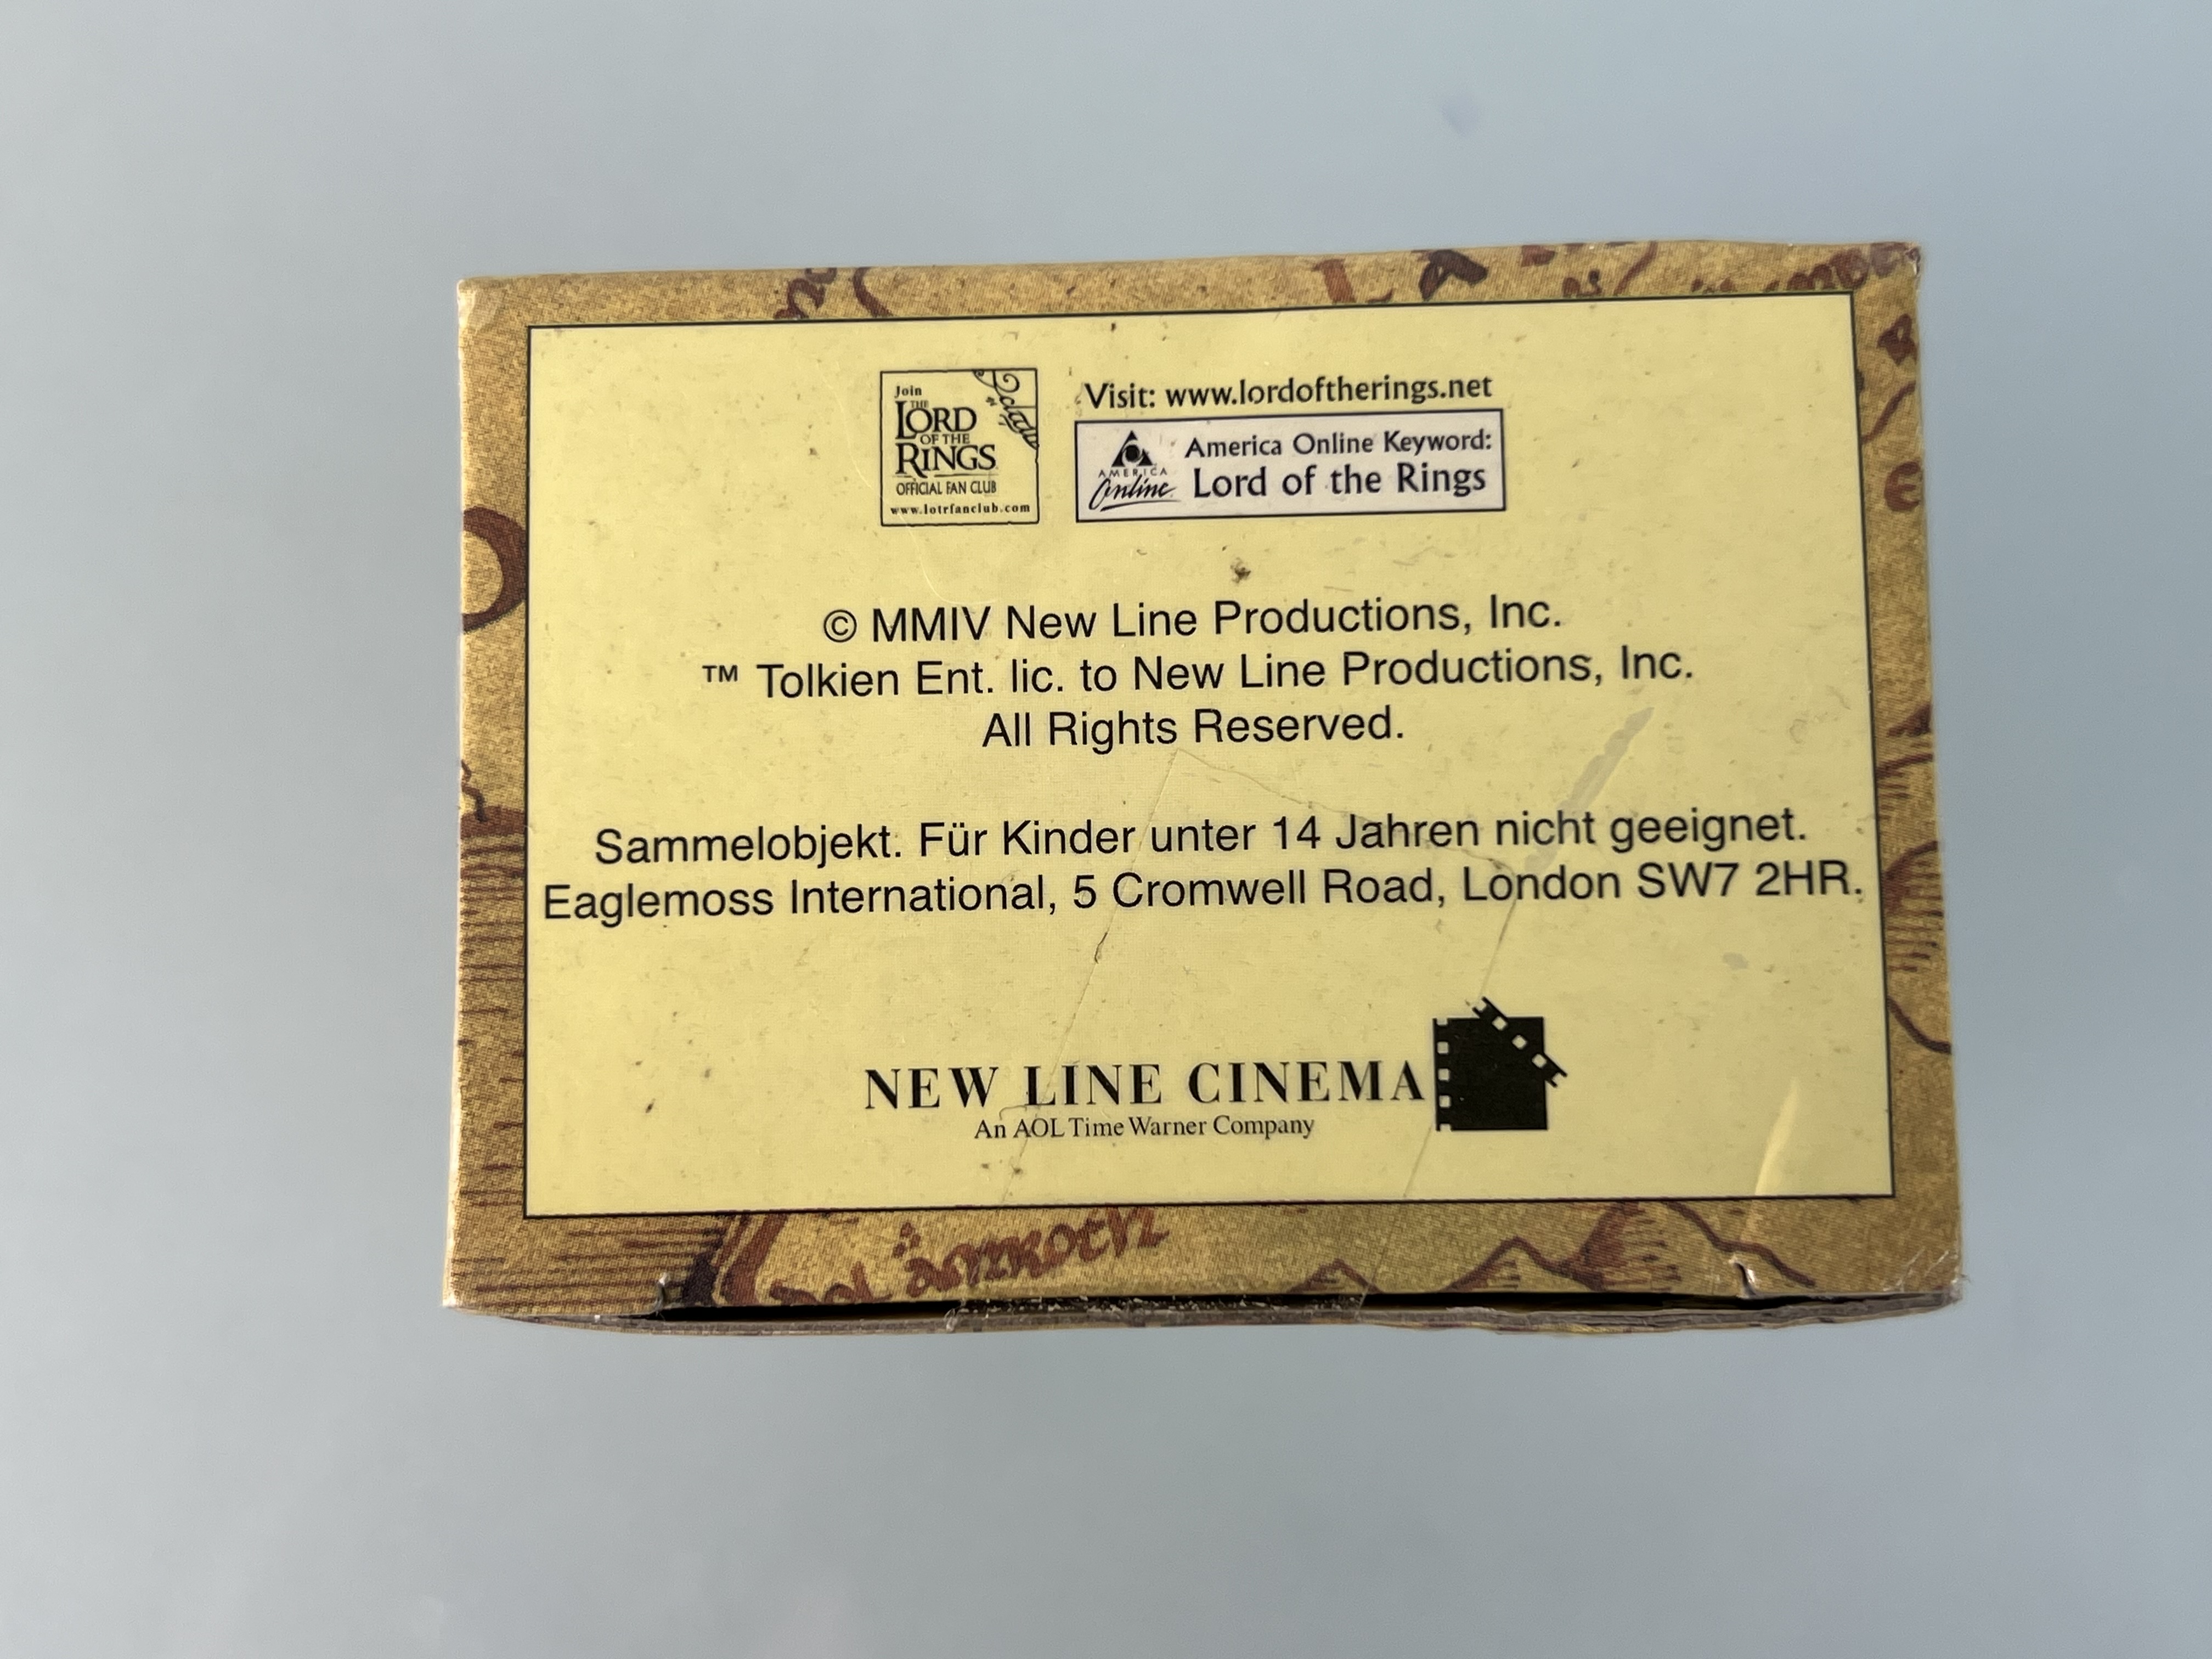 Join
THE
LORD
OF THE
RINGS
OFFICIAL FAN CLUB
www.lotrfanclub.com
Visit: www.lordoftherings.net
AMERICA
Online
America Online Keyword:
Lord of the Rings
© MMIV New Line Productions, Inc.
™ Tolkien Ent. lic. to New Line Productions, Inc.
All Rights Reserved.
Sammelobjekt. Für Kinder unter 14 Jahren nicht geeignet.
Eaglemoss International, 5 Cromwell Road, London SW7 2HR.
NEW LINE CINEMA
An AOL Time Warner Company